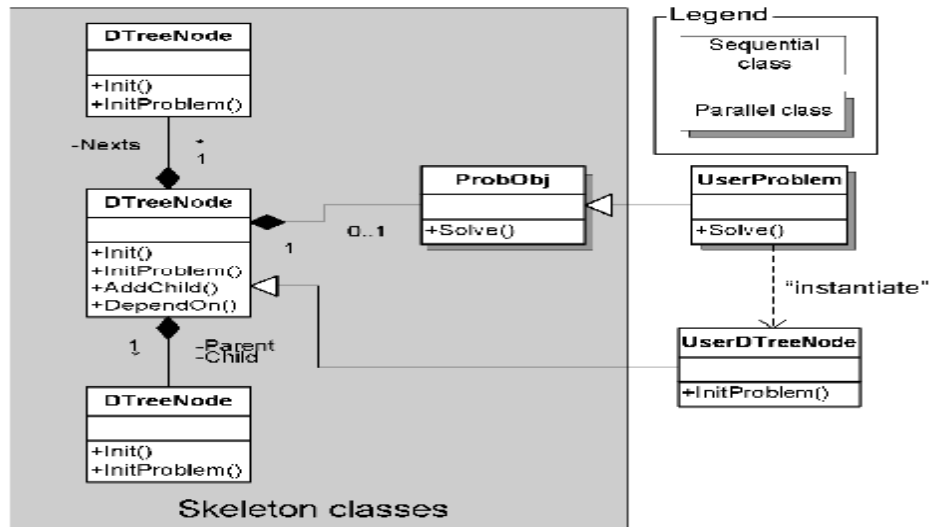 DTreeNode
+Init()
+InitProblem()
-Nexts
*
1
DTreeNode
+Init()
+InitProblem()
+AddChild()
+DependOn()
1
0..1
ProbObj
+Solve()
1
-Parent
-Child
DTreeNode
+Init()
+InitProblem()
Skeleton classes
Legend
Sequential
class
Parallel class
UserProblem
+Solve()
"instantiate"
UserDTreeNode
+InitProblem()